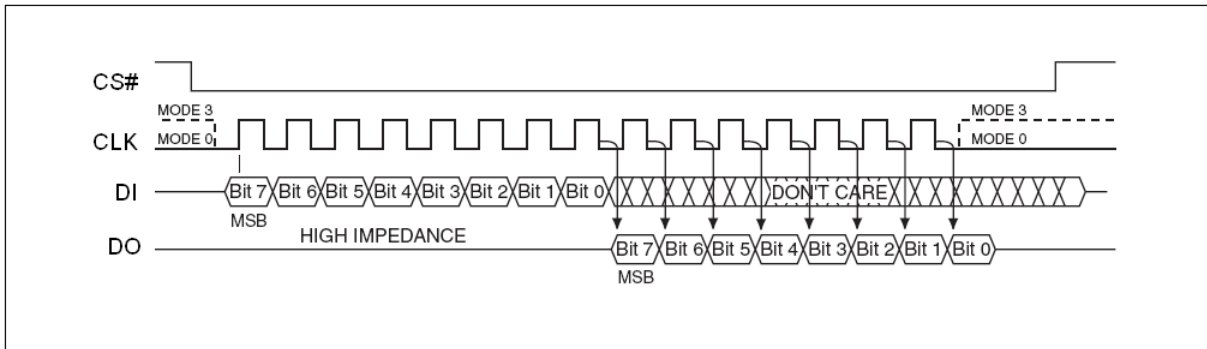 CS#
MODE 3 MODE 3
CLK MODE 0 MODE 0
DI Bit 7 Bit 6 Bit 5 Bit 4 Bit 3 Bit 2 Bit 1 Bit 0 DON'T CARE
MSB
HIGH IMPEDANCE
DO Bit 7 Bit 6 Bit 5 Bit 4 Bit 3 Bit 2 Bit 1 Bit 0
MSB